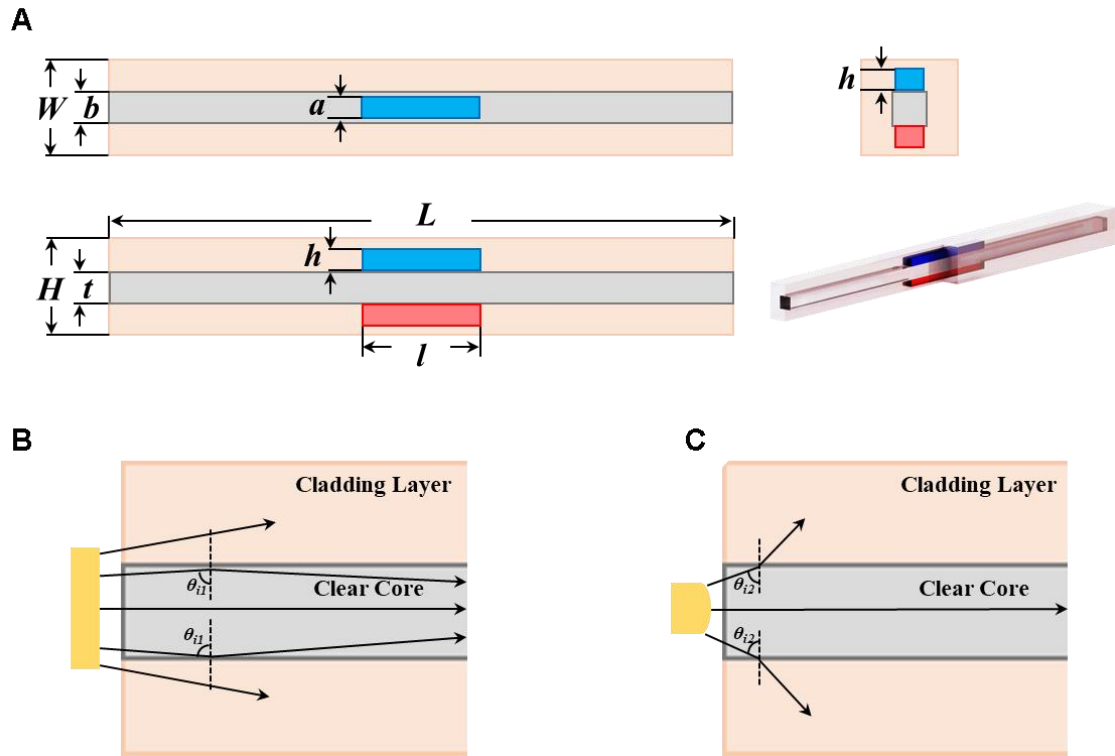 A
W
b
a
h
L
H
t
h
l
B
Cladding Layer
θi1
Clear Core
θi1
C
Cladding Layer
θi2
Clear Core
θi2